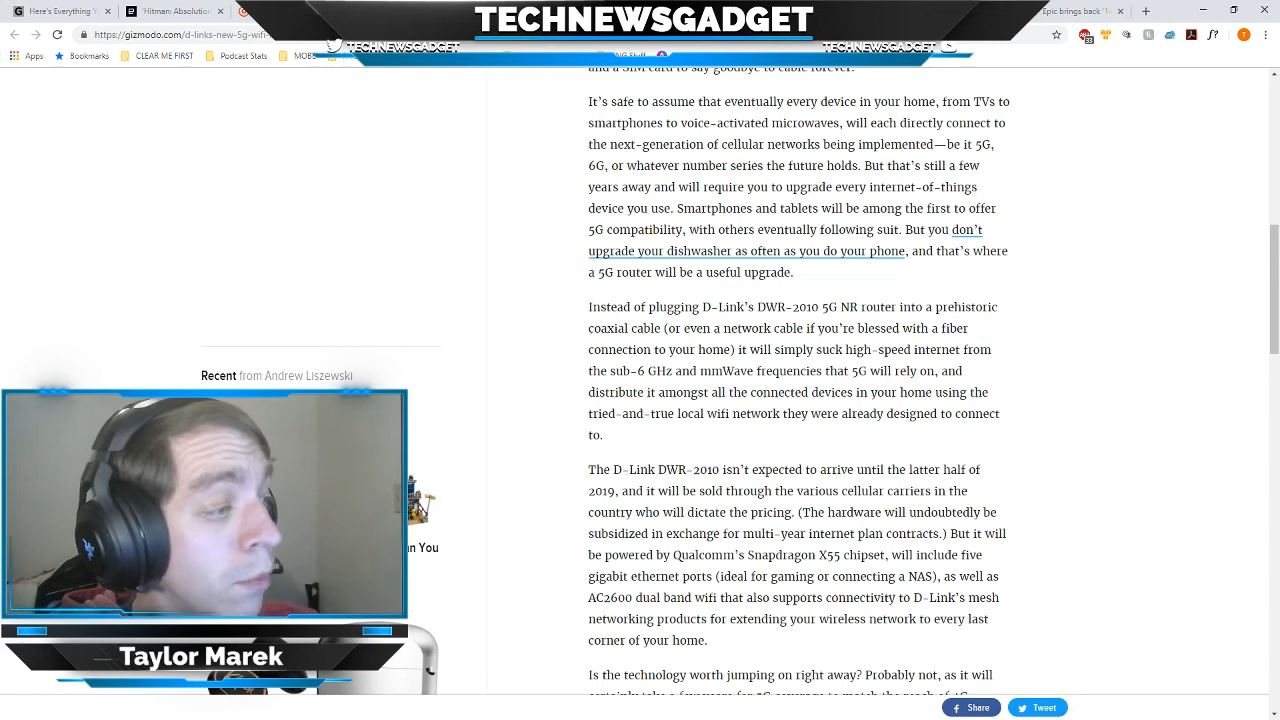 Here's Everything Y
'Hitman: Absolution
Epic brings back
https://gizmodo.com/d-links-new-5g-wifi-
TECHNEWSGADGET
TECHNEWSGADGET
TECHNEWSGADGET
Apps
Bookmarks
CLEAR ME FIRST
Podcast Stats
and a SIM card to say goodbye to cable forever.
It's safe to assume that eventually every device in your home, from TVs to
smartphones to voice-activated microwaves, will each directly connect to
the next-generation of cellular networks being implemented—be it 5G,
6G, or whatever number series the future holds. But that's still a few
years away and will require you to upgrade every internet-of-things
device you use. Smartphones and tablets will be among the first to offer
5G compatibility, with others eventually following suit. But you don't
upgrade your dishwasher as often as you do your phone, and that's where
a 5G router will be a useful upgrade.
Instead of plugging D-Link's DWR-2010 5G NR router into a prehistoric
coaxial cable (or even a network cable if you're blessed with a fiber
connection to your home) it will simply suck high-speed internet from
the sub-6 GHz and mmWave frequencies that 5G will rely on, and
distribute it amongst all the connected devices in your home using the
tried-and-true local wifi network they were already designed to connect
to.
The D-Link DWR-2010 isn't expected to arrive until the latter half of
2019, and it will be sold through the various cellular carriers in the
country who will dictate the pricing. (The hardware will undoubtedly be
subsidized in exchange for multi-year internet plan contracts.) But it will
be powered by Qualcomm's Snapdragon X55 chipset, will include five
gigabit ethernet ports (ideal for gaming or connecting a NAS), as well as
AC2600 dual band wifi that also supports connectivity to D-Link's mesh
networking products for extending your wireless network to every last
corner of your home.
Is the technology worth jumping on right away? Probably not, as it will
Recent from Andrew Liszewski
n You
Taylor Marek
Share
Tweet